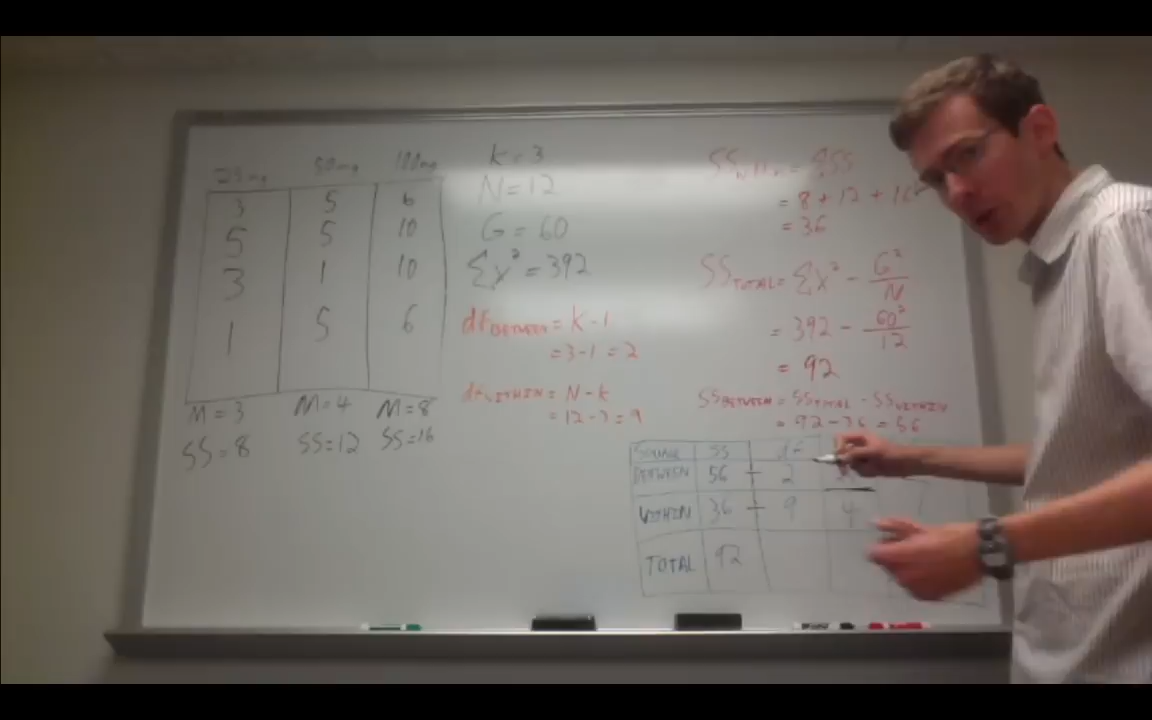 25mg 50mg 100mg
3 5 6
5 5 10
3 1 10
1 5 6
M=3 M=4 M=8
SS=8 SS=12 SS=16
k=3
N=12
G=60
Σx²=392
df BETWEEN = k-1
=3-1=2
df WITHIN = N-k
=12-3=9
SS WITHIN = ΣSS
= 8+12+16
= 36
SS TOTAL = Σx² - G²/N
= 392 - 60²/12
= 92
SS BETWEEN = SS TOTAL - SS WITHIN
= 92-36=56
SOURCE SS df
BETWEEN 56 ÷ 2
WITHIN 36 ÷ 9 4
TOTAL 92